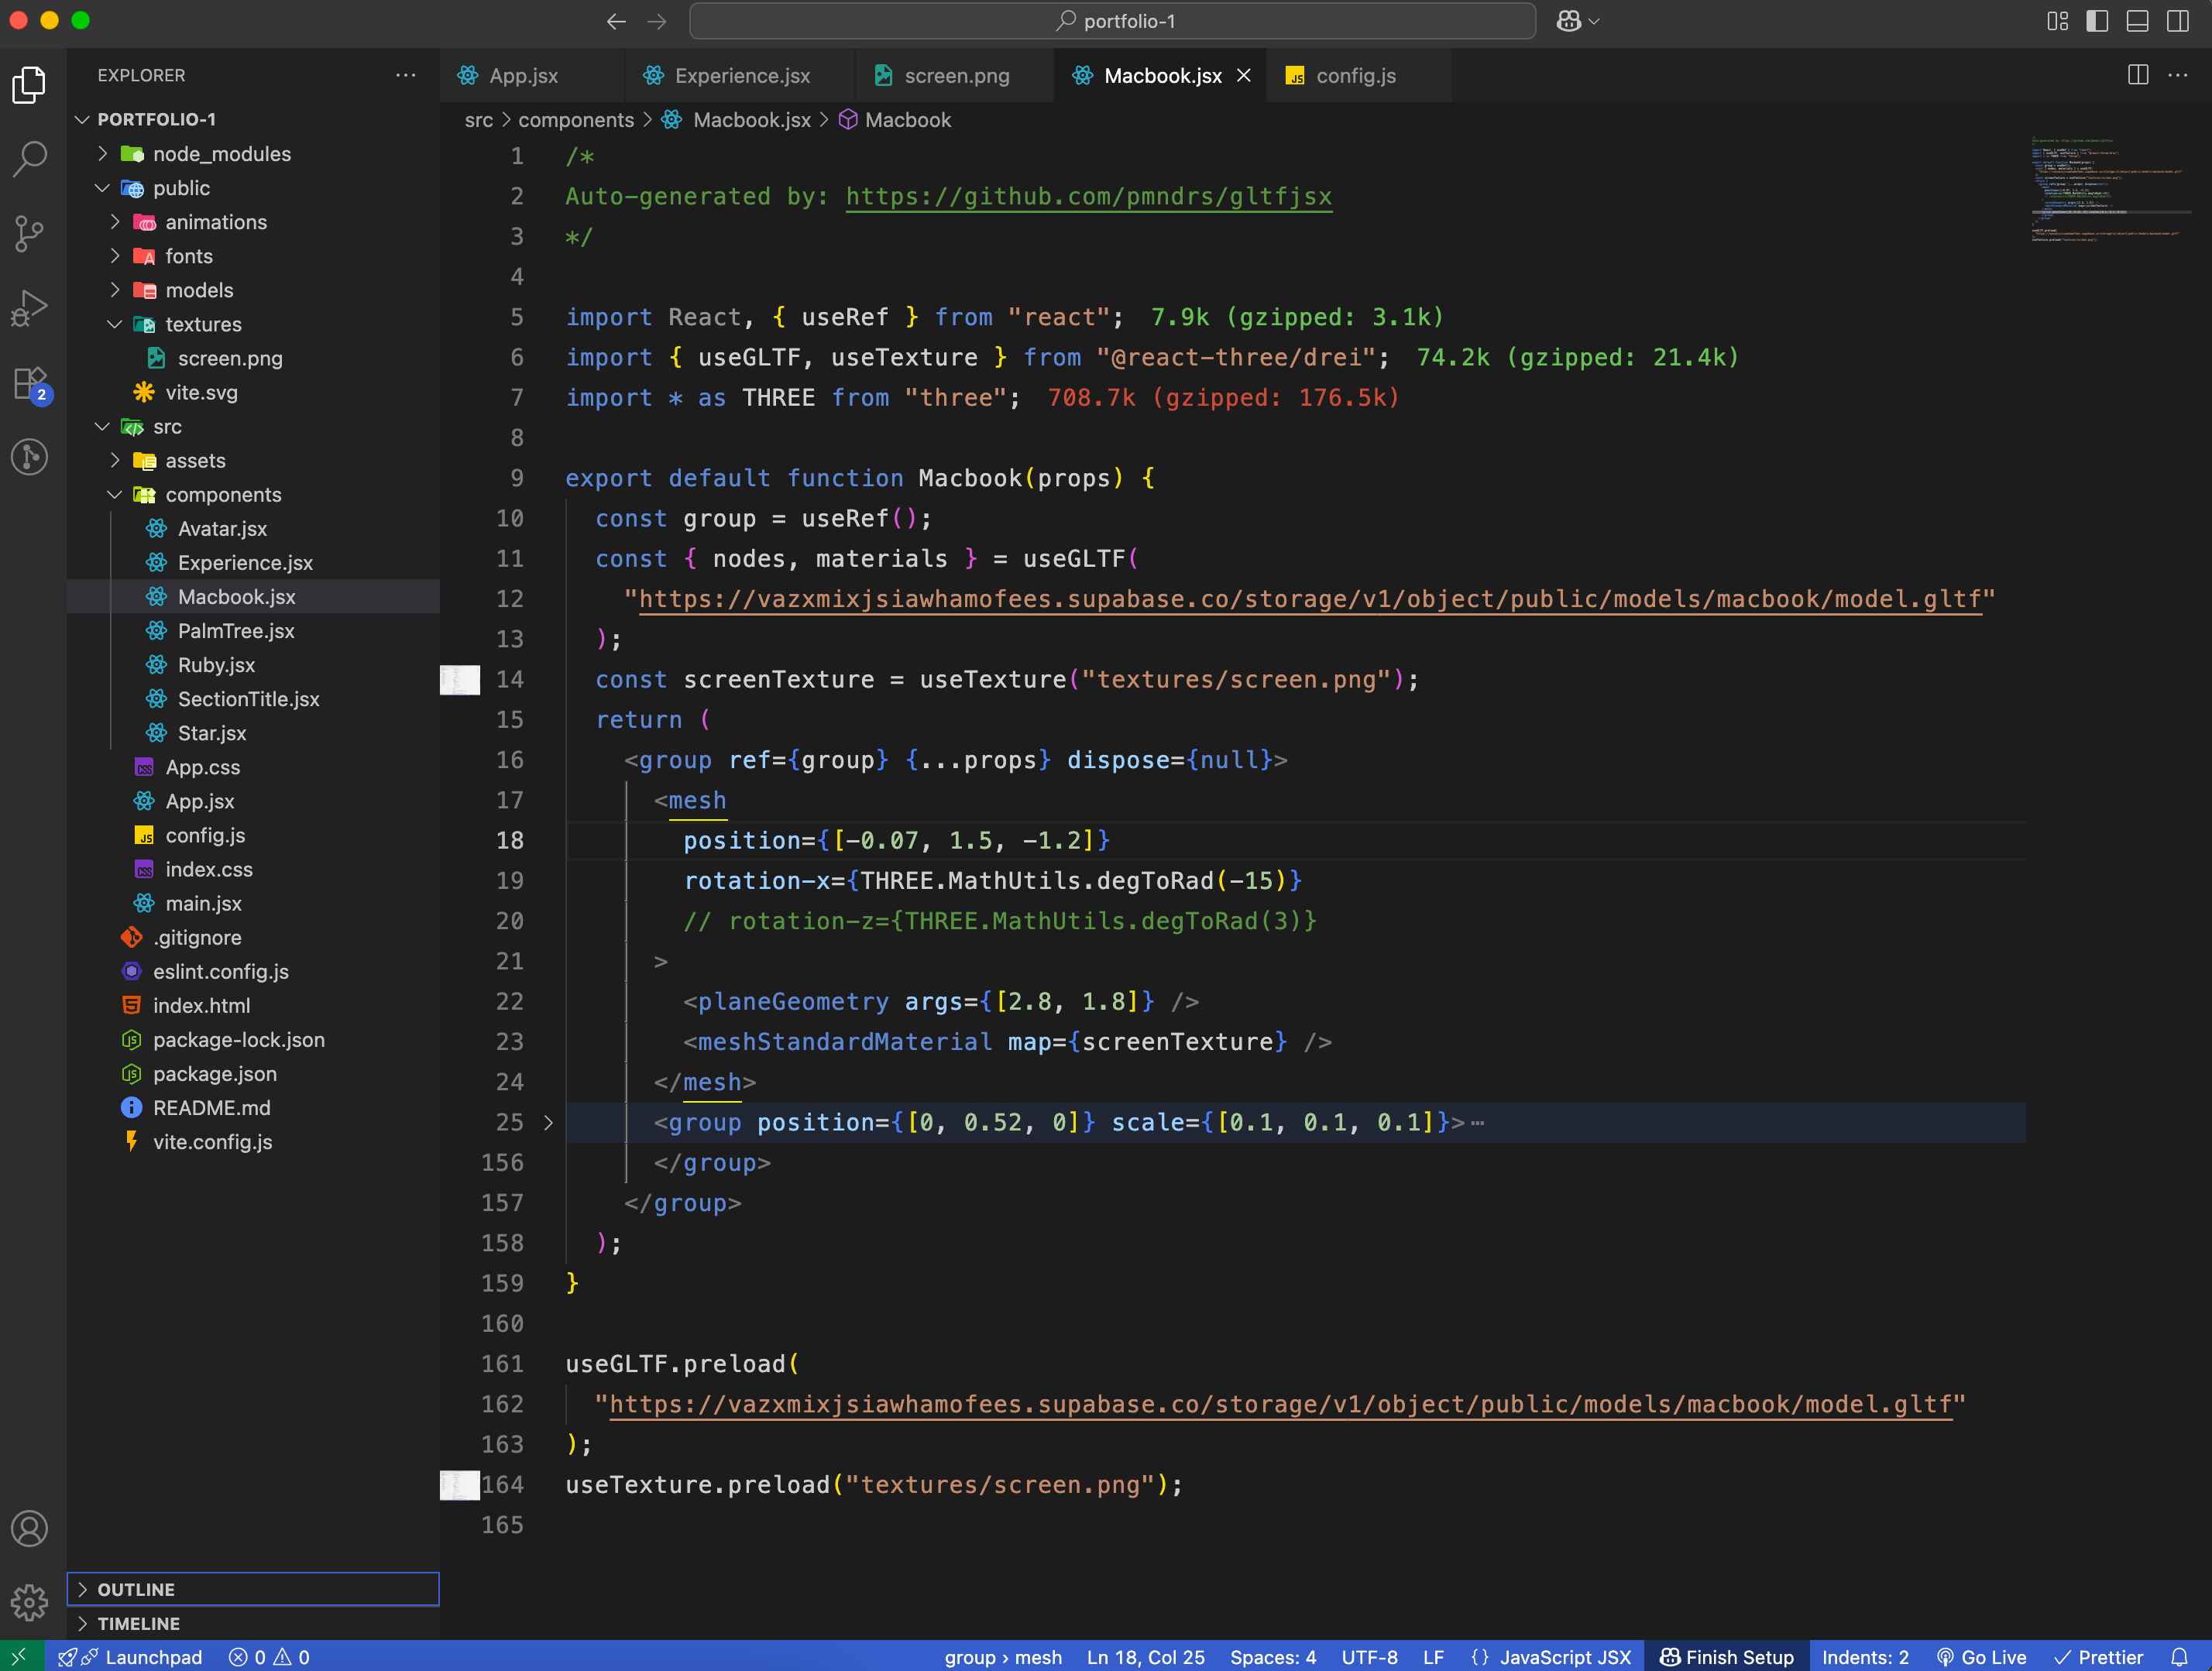 portfolio-1
EXPLORER
PORTFOLIO-1
node_modules
public
animations
fonts
models
textures
screen.png
vite.svg
src
assets
components
Avatar.jsx
Experience.jsx
Macbook.jsx
PalmTree.jsx
Ruby.jsx
SectionTitle.jsx
Star.jsx
App.css
App.jsx
config.js
index.css
main.jsx
.gitignore
eslint.config.js
index.html
package-lock.json
package.json
README.md
vite.config.js
OUTLINE
TIMELINE
2
App.jsx Experience.jsx screen.png Macbook.jsx config.js
src > components > Macbook.jsx > Macbook
1 /*
2 Auto-generated by: https://github.com/pmndrs/gltfjsx
3 */
4
5 import React, { useRef } from "react"; 7.9k (gzipped: 3.1k)
6 import { useGLTF, useTexture } from "@react-three/drei"; 74.2k (gzipped: 21.4k)
7 import * as THREE from "three"; 708.7k (gzipped: 176.5k)
8
9 export default function Macbook(props) {
10 const group = useRef();
11 const { nodes, materials } = useGLTF(
12 "https://vazxmixjsiawhamofees.supabase.co/storage/v1/object/public/models/macbook/model.gltf"
13 );
14 const screenTexture = useTexture("textures/screen.png");
15 return (
16 <group ref={group} {...props} dispose={null}>
17 <mesh
18 position={[-0.07, 1.5, -1.2]}
19 rotation-x={THREE.MathUtils.degToRad(-15)}
20 // rotation-z={THREE.MathUtils.degToRad(3)}
21 >
22 <planeGeometry args={[2.8, 1.8]} />
23 <meshStandardMaterial map={screenTexture} />
24 </mesh>
25 <group position={[0, 0.52, 0]} scale={[0.1, 0.1, 0.1]}>…
156 </group>
157 </group>
158 );
159 }
160
161 useGLTF.preload(
162 "https://vazxmixjsiawhamofees.supabase.co/storage/v1/object/public/models/macbook/model.gltf"
163 );
164 useTexture.preload("textures/screen.png");
165
Launchpad 0 0 group › mesh Ln 18, Col 25 Spaces: 4 UTF-8 LF {} JavaScript JSX Finish Setup Indents: 2 Go Live Prettier